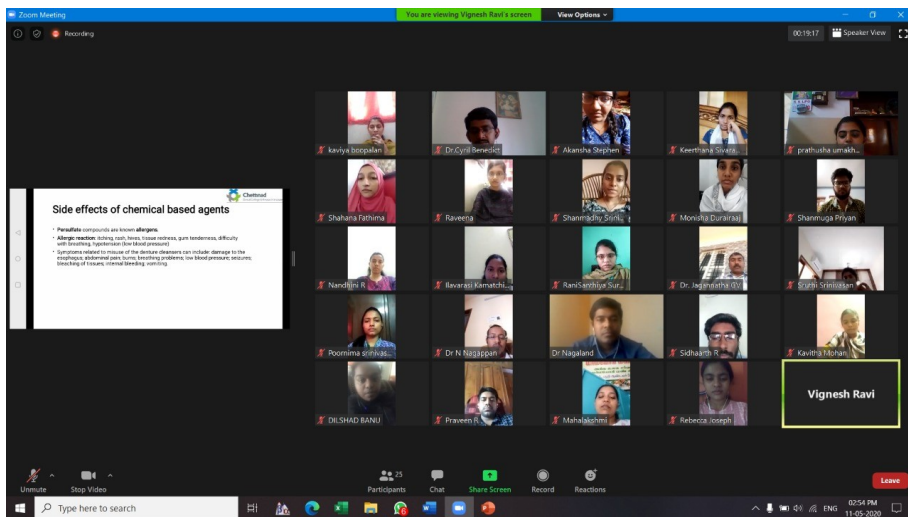 Zoom Meeting
You are viewing Vignesh Ravi's screen
View Options
Recording
00:19:17
Speaker View
Chettinad
Side effects of chemical based agents
• Persulfate compounds are known allergens.
• Allergic reaction: itching, rash, hives, tissue redness, gum tenderness, difficulty
with breathing, hypotension (low blood pressure)
• Symptoms related to misuse of the denture cleansers can include: damage to the
esophagus; abdominal pain; burns; breathing problems; low blood pressure; seizures;
bleaching of tissues; internal bleeding; vomiting.
kaviya boopalan
Dr.Cyril Benedict
Akansha Stephen
Keerthana Sivara...
prathusha umakh...
Shahana Fathima
Raveena
Shanmadhy Srini...
Monisha Durairaaj
Shanmuga Priyan
Nandhini R
Ilavarasi Kamatchi...
RaniSanthiya Sur...
Dr. Jagannatha GV
Sruthi Srinivasan
Poornima srinivas...
Dr N Nagappan
Dr Nagaland
Sidhaarth R
Kavitha Mohan
DILSHAD BANU
Praveen R
Mahalakshmi
Rebecca Joseph
Vignesh Ravi
Unmute
Stop Video
25
Participants
Chat
Share Screen
Record
Reactions
Leave
Type here to search
ENG
02:54 PM
11-05-2020